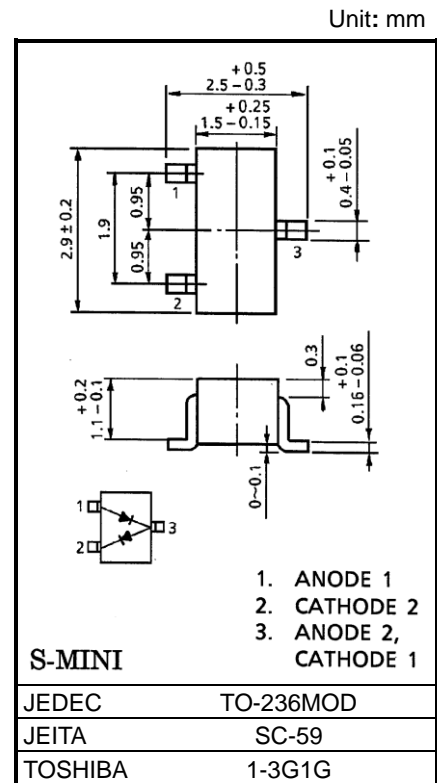 Unit: mm
+0.5
2.5-0.3
+0.25
1.5-0.15
2.9±0.2
1.9
0.95
0.95
1
2
3
+0.1
0.4-0.05
+0.2
1.1-0.1
0.3
+0.1
0.16-0.06
0~0.1
1
2
3
1. ANODE 1
2. CATHODE 2
3. ANODE 2,
CATHODE 1
S-MINI
JEDEC TO-236MOD
JEITA SC-59
TOSHIBA 1-3G1G